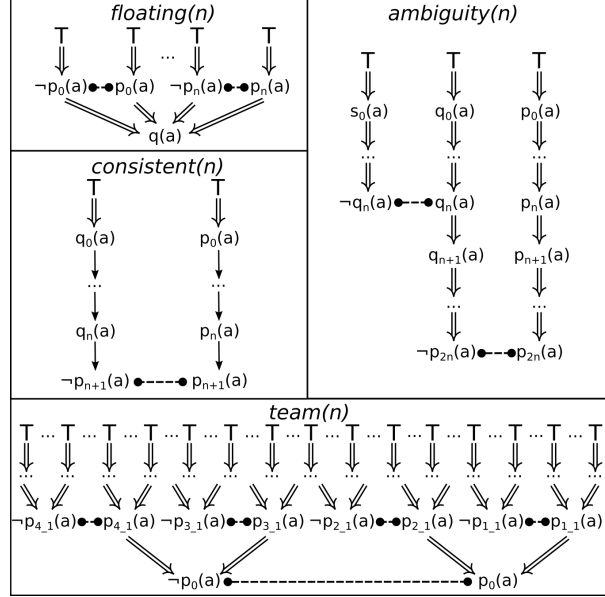 floating(n)
T T ... T T
¬p₀(a) p₀(a) ¬pₙ(a) pₙ(a)
q(a)
ambiguity(n)
T T T
s₀(a) q₀(a) p₀(a)
... ... ...
¬qₙ(a) qₙ(a) pₙ(a)
qₙ₊₁(a) pₙ₊₁(a)
... ...
¬p₂ₙ(a) p₂ₙ(a)
consistent(n)
T T
q₀(a) p₀(a)
... ...
qₙ(a) pₙ(a)
¬pₙ₊₁(a) pₙ₊₁(a)
team(n)
T ... T ... T ... T ... T ... T ... T ... T ... T ... T ... T ... T ... T ... T ... T
... ... ... ... ... ... ... ... ... ... ... ... ... ... ...
¬p₄_₁(a) p₄_₁(a) ¬p₃_₁(a) p₃_₁(a) ¬p₂_₁(a) p₂_₁(a) ¬p₁_₁(a) p₁_₁(a)
¬p₀(a) p₀(a)